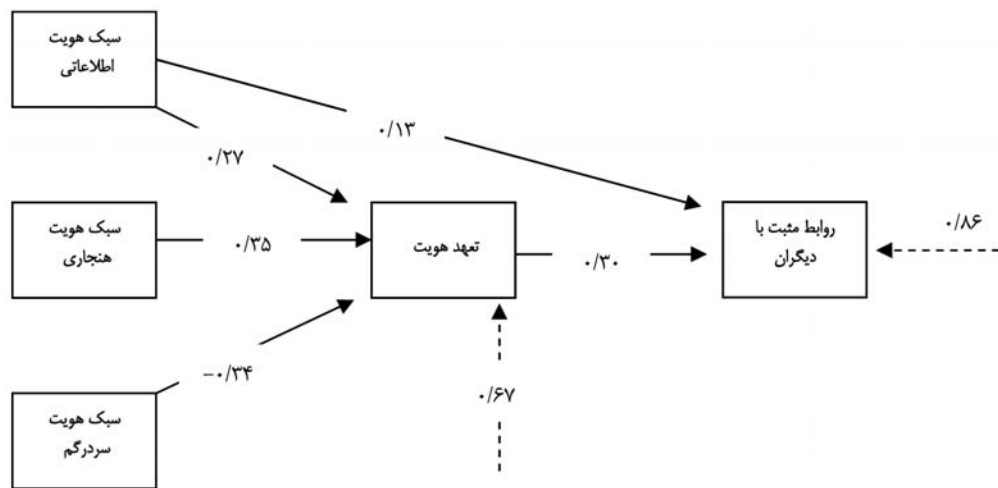 سبک هویت
اطلاعاتی
۰/۱۳
۰/۲۷
سبک هویت
هنجاری
۰/۳۵
تعهد هویت
۰/۳۰
روابط مثبت با
دیگران
۰/۸۶
−۰/۳۴
۰/۶۷
سبک هویت
سردرگم